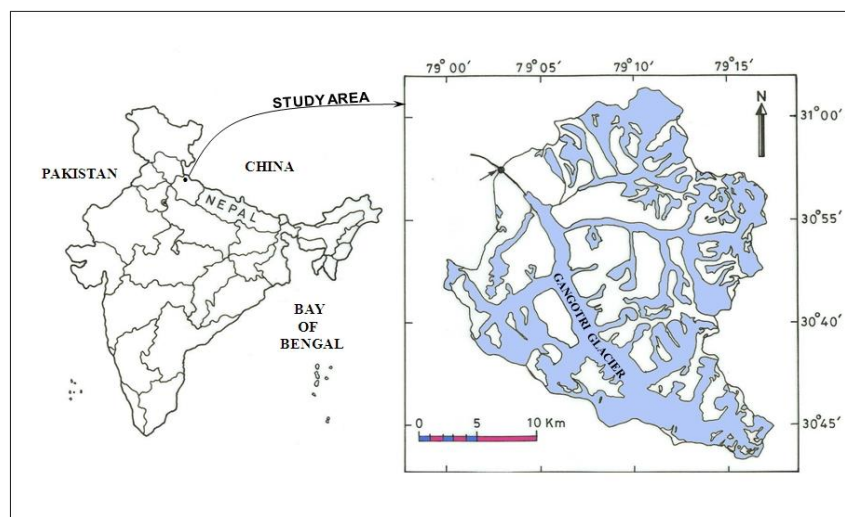 STUDY AREA
PAKISTAN
CHINA
NEPAL
BAY
OF
BENGAL
79°00′ 79°05′ 79°10′ 79°15′
N
31°00′
30°55′
30°40′
30°45′
GANGOTRI GLACIER
0 5 10 Km